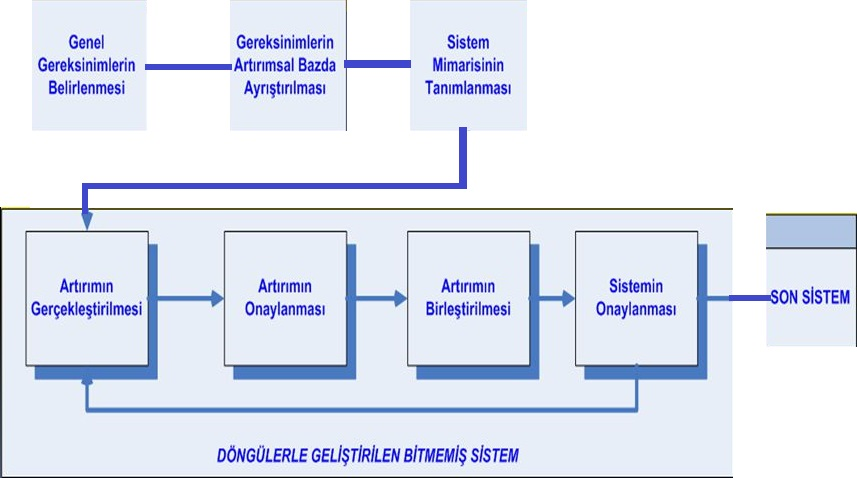 Genel
Gereksinimlerin
Belirlenmesi
Gereksinimlerin
Artırımsal Bazda
Ayrıştırılması
Sistem
Mimarisinin
Tanımlanması
Artırımın
Gerçekleştirilmesi
Artırımın
Onaylanması
Artırımın
Birleştirilmesi
Sistemin
Onaylanması
SON SİSTEM
DÖNGÜLERLE GELİŞTİRİLEN BİTMEMİŞ SİSTEM